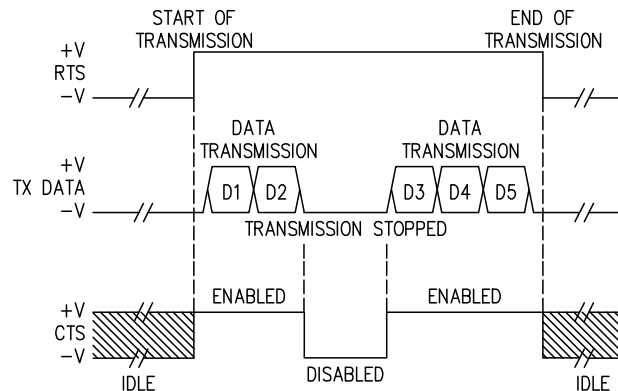 START OF
TRANSMISSION
END OF
TRANSMISSION
+V
RTS
−V
DATA
TRANSMISSION
DATA
TRANSMISSION
+V
TX DATA
−V
D1
D2
D3
D4
D5
TRANSMISSION STOPPED
+V
CTS
−V
ENABLED
ENABLED
DISABLED
IDLE
IDLE